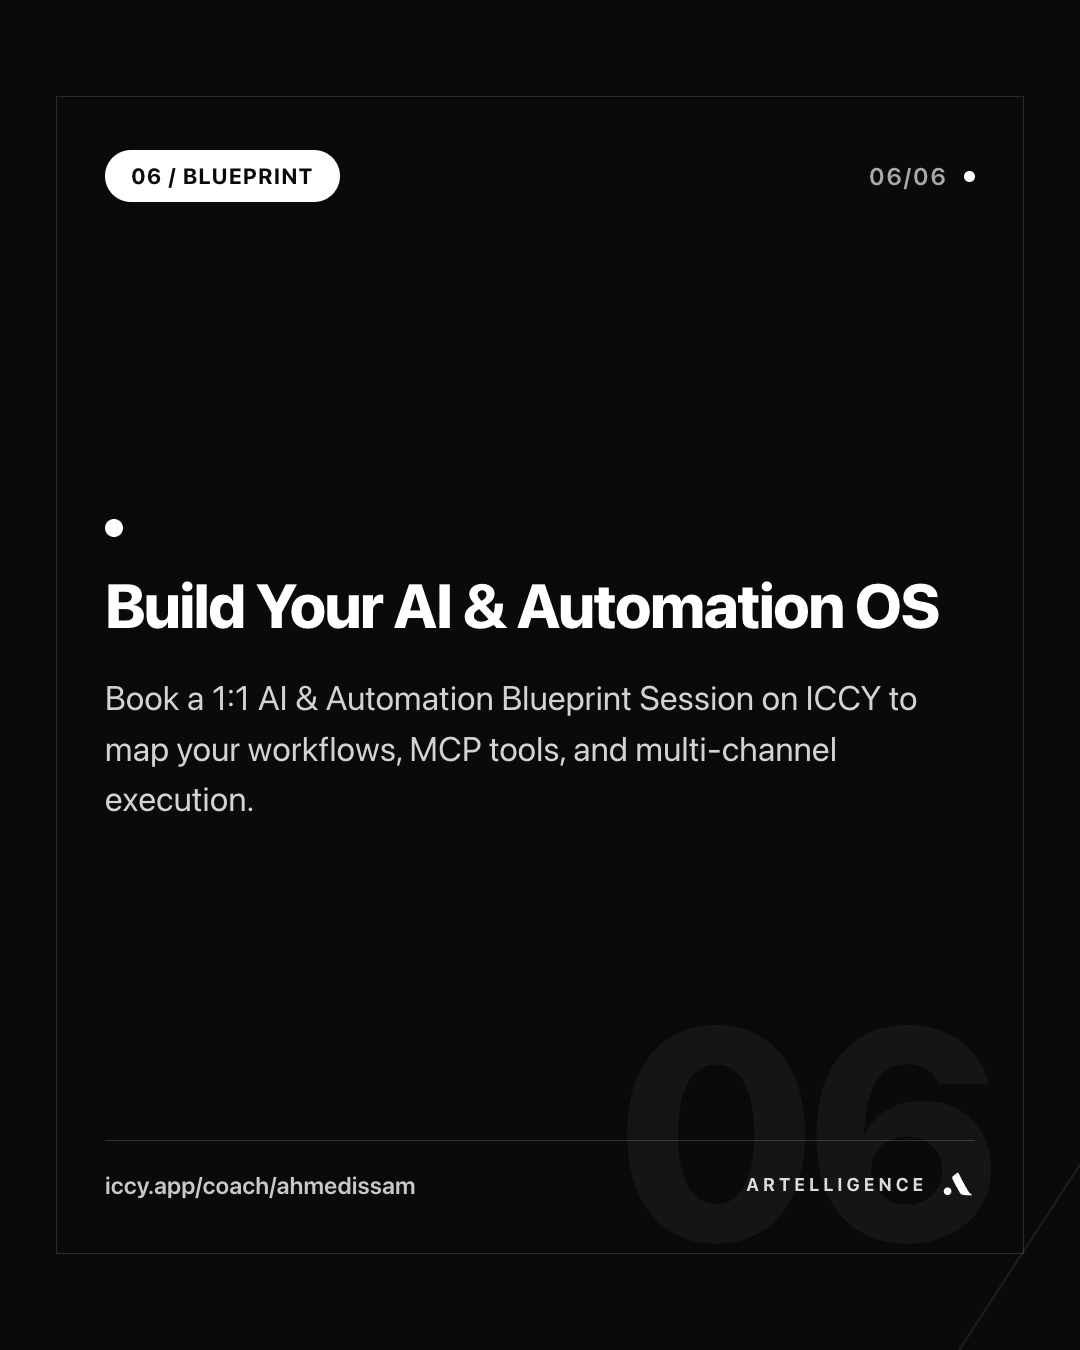 06 / BLUEPRINT
06/06
Build Your AI & Automation OS
Book a 1:1 AI & Automation Blueprint Session on ICCY to
map your workflows, MCP tools, and multi-channel
execution.
06
iccy.app/coach/ahmedissam
ARTELLIGENCE